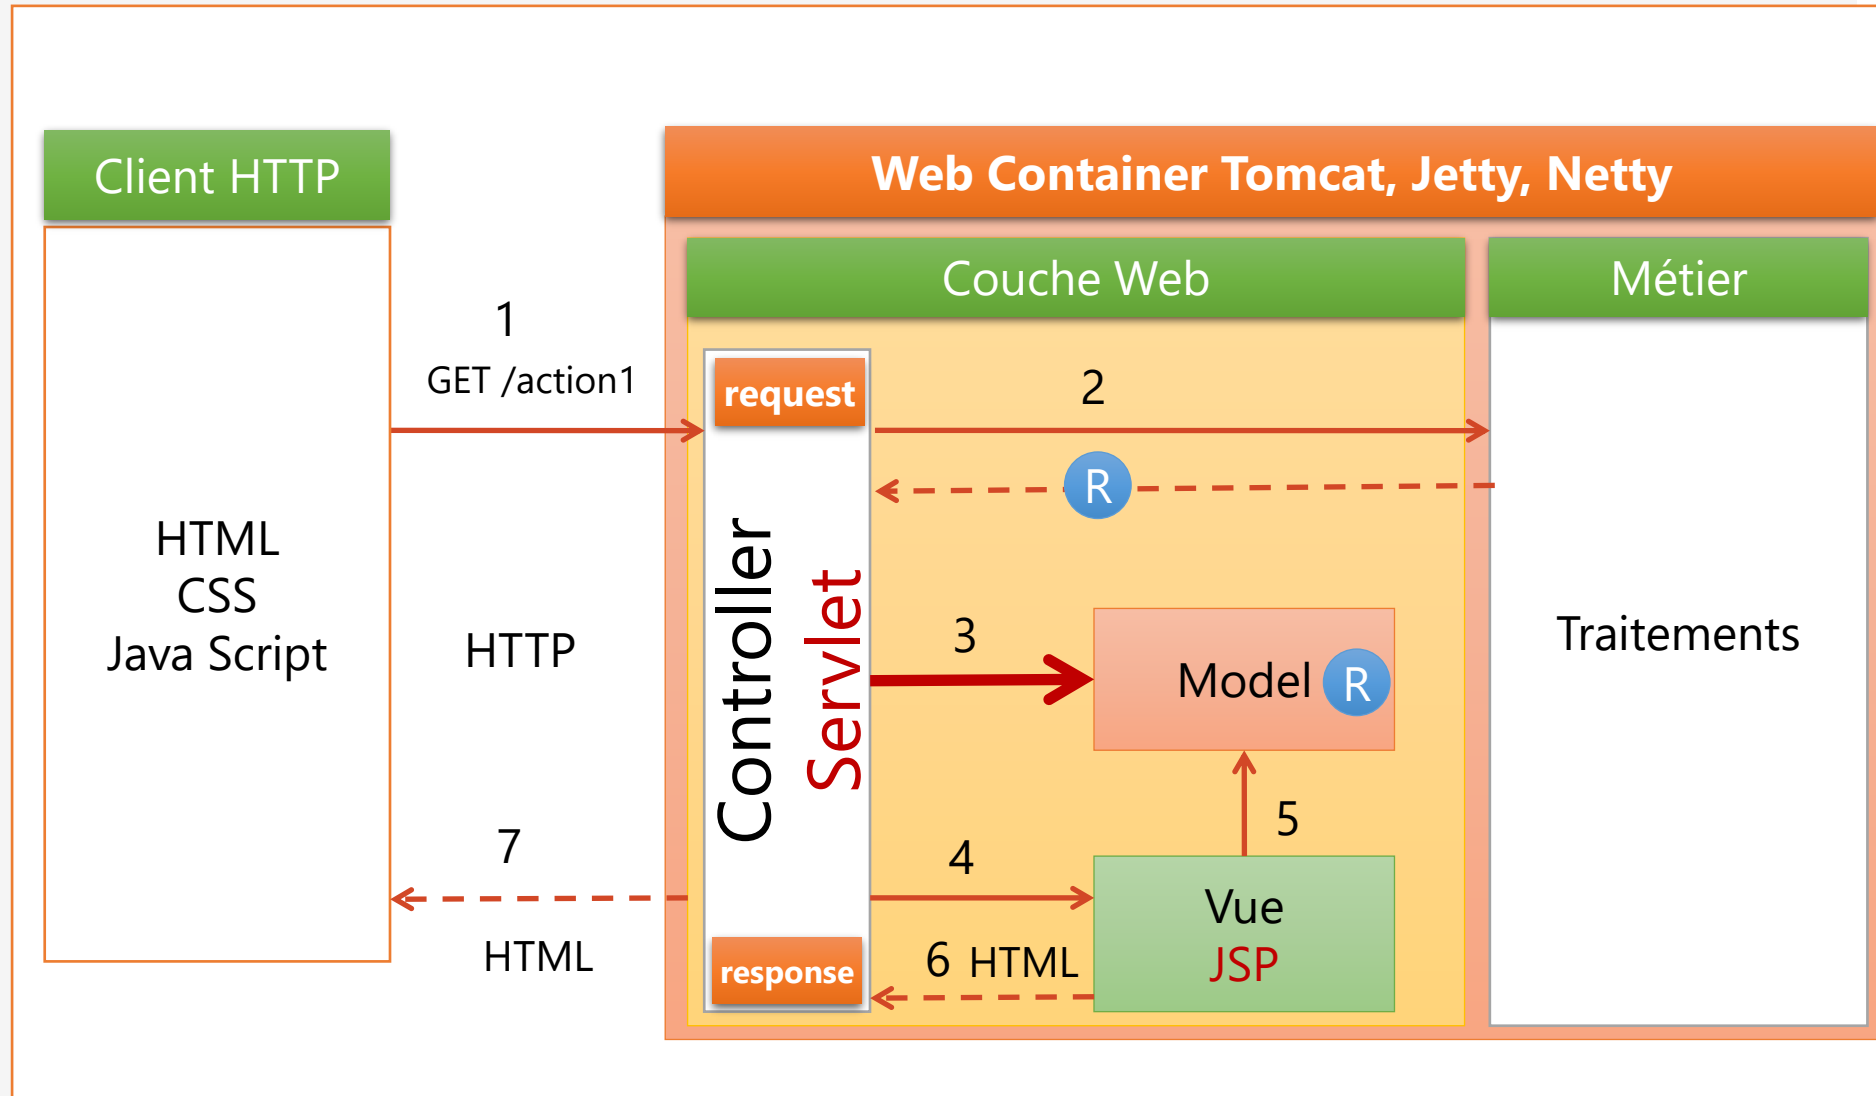 Client HTTP
Web Container Tomcat, Jetty, Netty
Couche Web
Métier
1
GET /action1
request
2
R
HTML
CSS
Java Script
HTTP
Controller
Servlet
3
Model R
Traitements
5
7
4
Vue
JSP
HTML
response
6 HTML